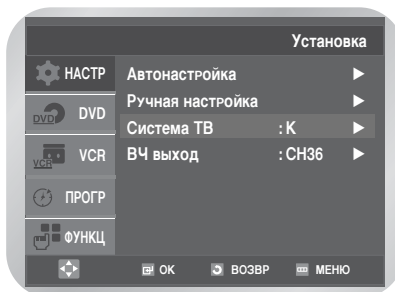 Установка
НАСТР
Автонастройка
Ручная настройка
DVD DVD
Система ТВ : K
VCR VCR
ВЧ выход : CH36
ПРОГР
ФУНКЦ
OK ВОЗВР МЕНЮ